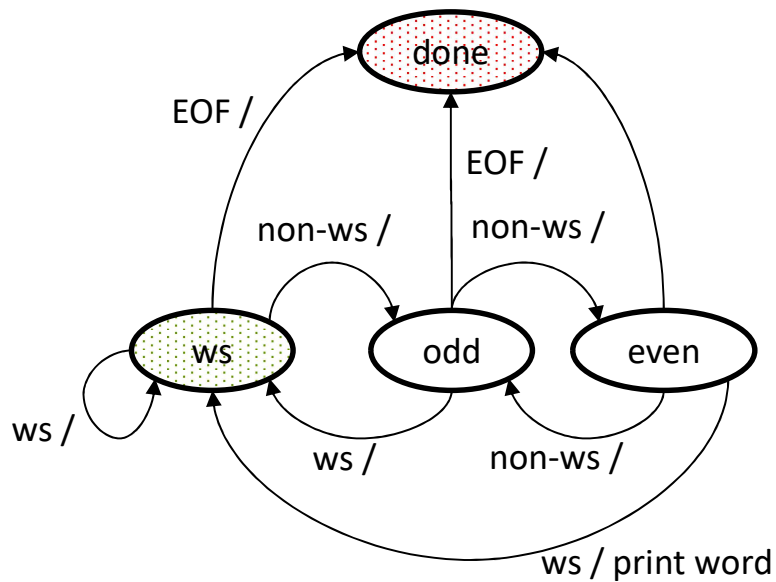 done
EOF /
EOF /
non-ws /
non-ws /
ws
odd
even
ws /
ws /
non-ws /
ws / print word